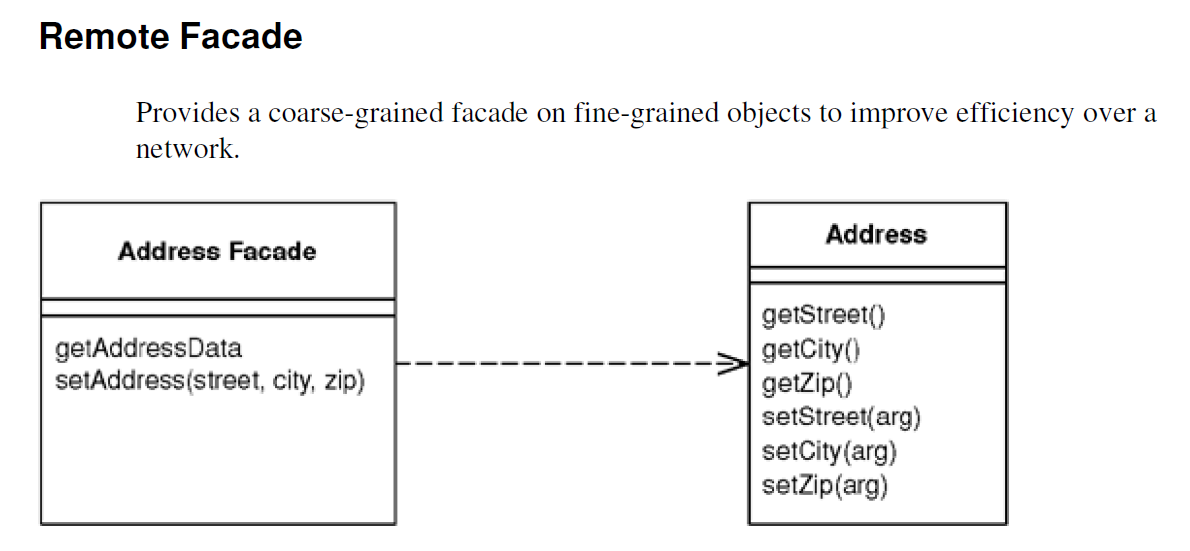 Remote Facade
Provides a coarse-grained facade on fine-grained objects to improve efficiency over a
network.
Address Facade
getAddressData
setAddress(street, city, zip)
Address
getStreet()
getCity()
getZip()
setStreet(arg)
setCity(arg)
setZip(arg)